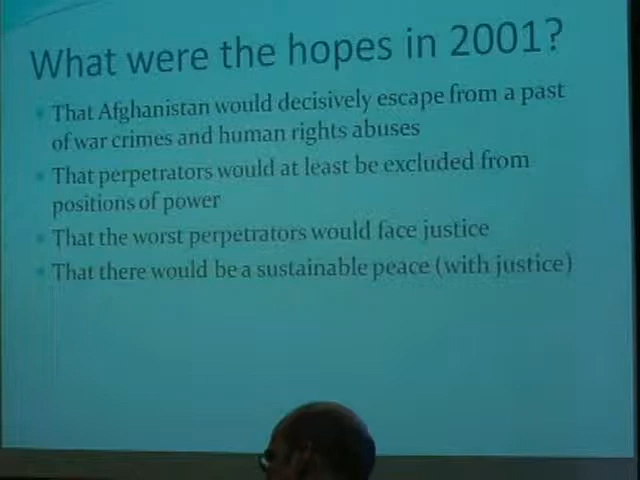 What were the hopes in 2001?
That Afghanistan would decisively escape from a past
of war crimes and human rights abuses
That perpetrators would at least be excluded from
positions of power
That the worst perpetrators would face justice
That there would be a sustainable peace (with justice)